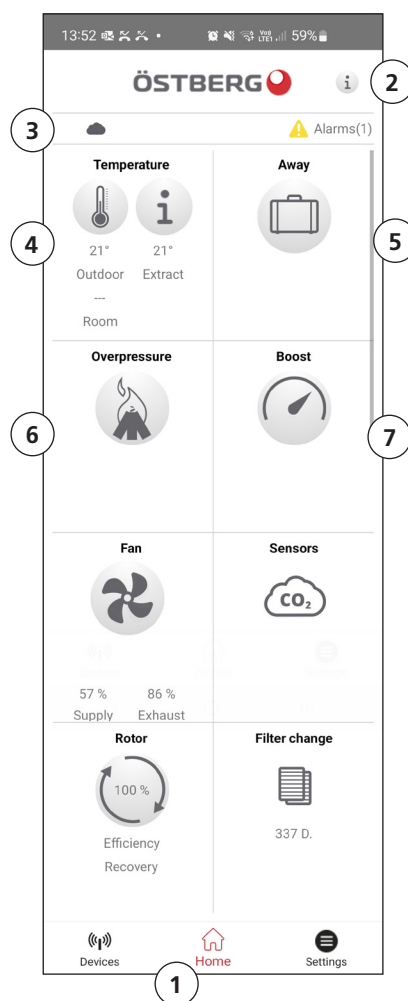 13:52 59%
Voo LTE1
ÖSTBERG
i
2
3
Alarms(1)
Temperature Away
i
4
5
21° 21°
Outdoor Extract
---
Room
Overpressure Boost
6
7
Fan Sensors
CO₂
57 % 86 %
Supply Exhaust
Rotor Filter change
100 %
337 D.
Efficiency
Recovery
Devices Home Settings
1